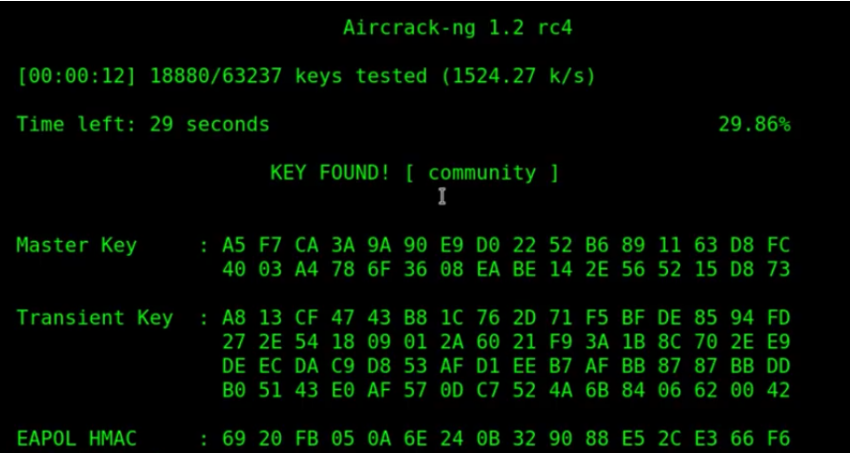 Aircrack-ng 1.2 rc4
[00:00:12] 18880/63237 keys tested (1524.27 k/s)
Time left: 29 seconds 29.86%
KEY FOUND! [ community ]
Master Key : A5 F7 CA 3A 9A 90 E9 D0 22 52 B6 89 11 63 D8 FC
40 03 A4 78 6F 36 08 EA BE 14 2E 56 52 15 D8 73
Transient Key : A8 13 CF 47 43 B8 1C 76 2D 71 F5 BF DE 85 94 FD
27 2E 54 18 09 01 2A 60 21 F9 3A 1B 8C 70 2E E9
DE EC DA C9 D8 53 AF D1 EE B7 AF BB 87 87 BB DD
B0 51 43 E0 AF 57 0D C7 52 4A 6B 84 06 62 00 42
EAPOL HMAC : 69 20 FB 05 0A 6E 24 0B 32 90 88 E5 2C E3 66 F6